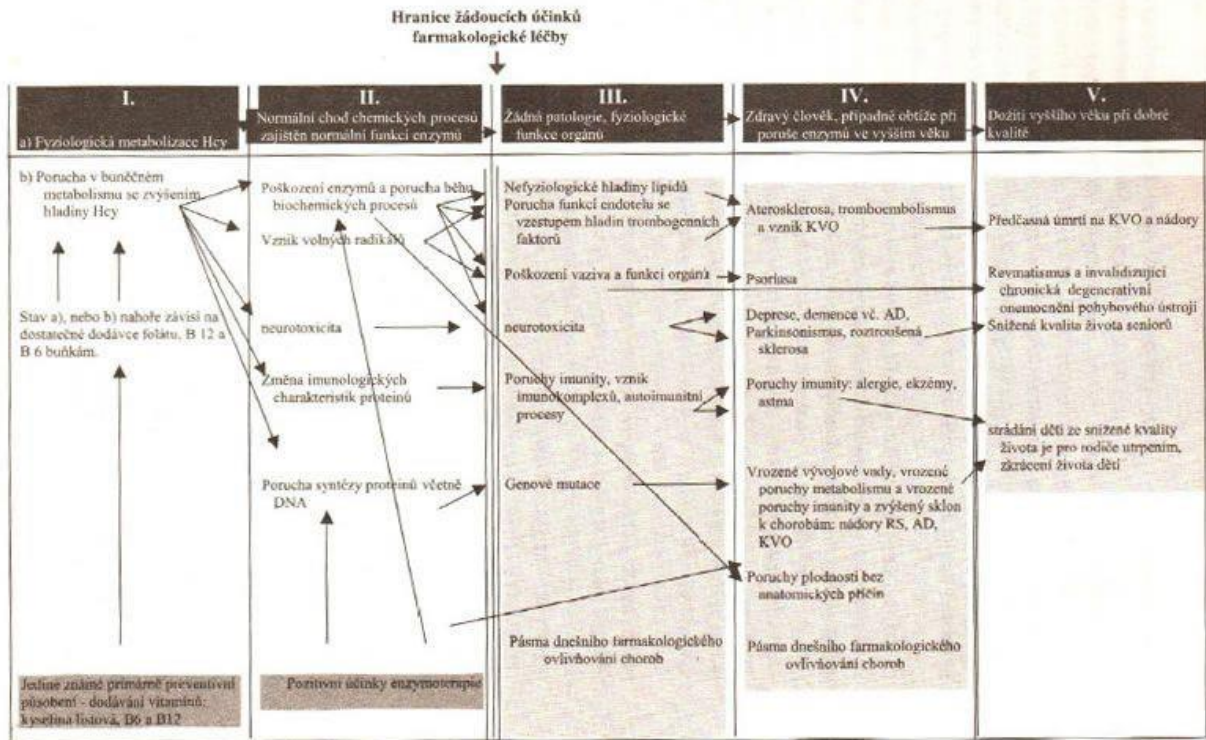 Hranice žádoucích účinků
farmakologické léčby
I.
a) Fyziologická metabolizace Hcy
b) Porucha v buněčném
metabolismu se zvýšením
hladiny Hcy
Stav a), nebo b) nahoře závisí na
dostatečné dodávce folátu, B 12 a
B 6 buňkám.
Jedine známé primárně preventivní
působení - dodávání vitamínů:
kyselina listová, B6 a B12
II.
Normální chod chemických procesů
zajištěn normální funkcí enzymů
Poškození enzymů a porucha běhu
biochemických procesů
Vznik volných radikálů
neurotoxicita
Změna imunologických
charakteristik proteinů
Porucha syntézy proteinů včetně
DNA
Pozitivní účinky enzymoterapie
III.
Žádná patologie, fyziologické
funkce orgánů
Nefyziologické hladiny lipidů
Porucha funkcí endotelu se
vzestupem hladin trombogenních
faktorů
Poškození vaziva a funkcí orgánů
neurotoxicita
Poruchy imunity, vznik
imunokomplexů, autoimunitní
procesy
Genové mutace
Pásma dnešního farmakologického
ovlivňování chorob
IV.
Zdravý člověk, případné obtíže při
poruše enzymů ve vyšším věku
Aterosklerosa, tromboembolismus
a vznik KVO
Psoriasa
Deprese, demence vč. AD,
Parkinsonismus, roztroušená
sklerosa
Poruchy imunity: alergie, ekzémy,
astma
Vrozené vývojové vady, vrozené
poruchy metabolismu a vrozené
poruchy imunity a zvýšený sklon
k chorobám: nádory RS, AD,
KVO
Poruchy plodnosti bez
anatomických příčin
Pásma dnešního farmakologického
ovlivňování chorob
V.
Dožití vyššího věku při dobré
kvalitě
Předčasná úmrtí na KVO a nádory
Revmatismus a invalidizující
chronická degenerativní
onemocnění pohybového ústrojí
Snížená kvalita života seniorů
strádání dětí ze snížené kvality
života je pro rodiče utrpením,
zkrácení života dětí